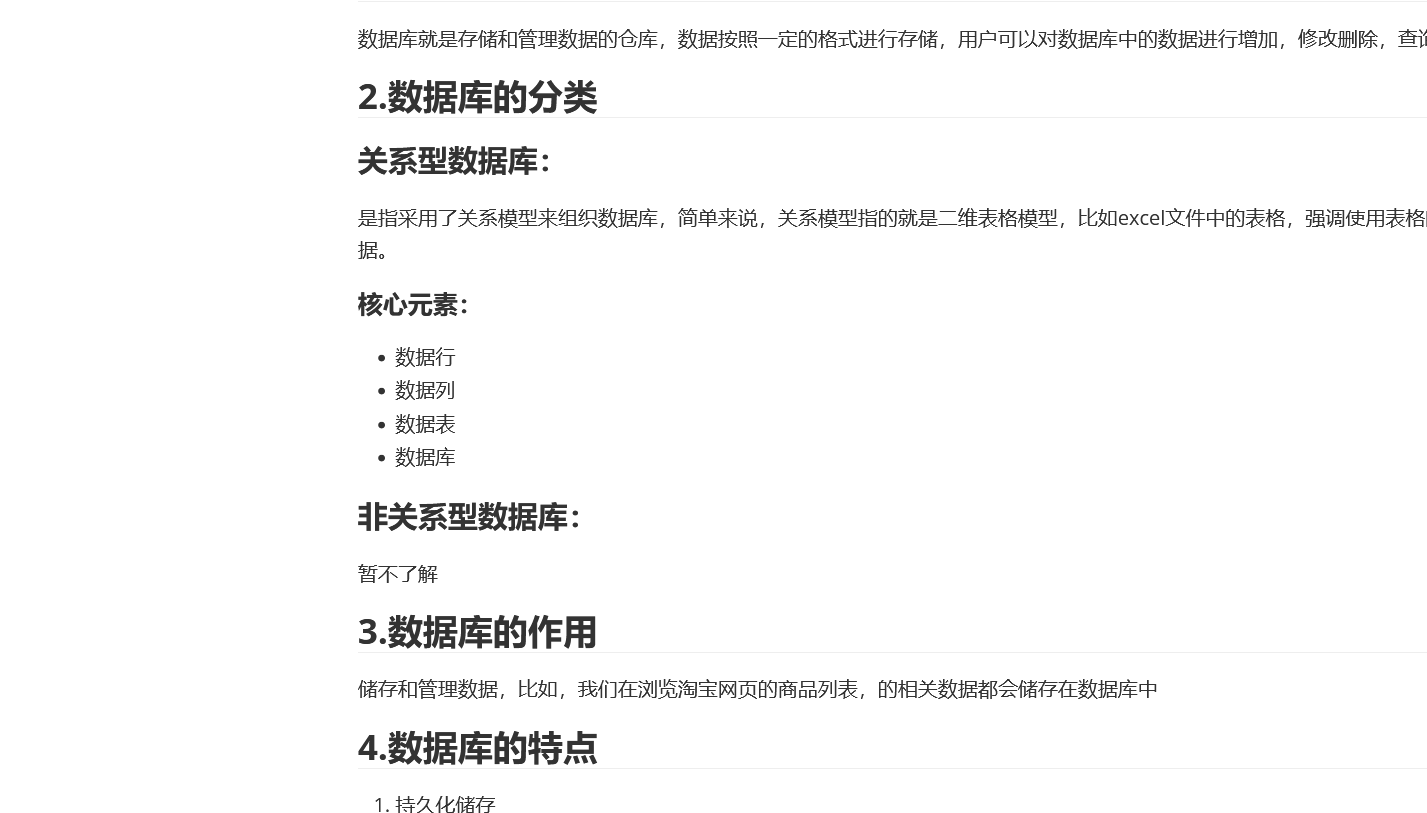 数据库就是存储和管理数据的仓库，数据按照一定的格式进行存储，用户可以对数据库中的数据进行增加，修改删除，查
2.数据库的分类
关系型数据库：
是指采用了关系模型来组织数据库，简单来说，关系模型指的就是二维表格模型，比如excel文件中的表格，强调使用表格
据。
核心元素：
• 数据行
• 数据列
• 数据表
• 数据库
非关系型数据库：
暂不了解
3.数据库的作用
储存和管理数据，比如，我们在浏览淘宝网页的商品列表，的相关数据都会储存在数据库中
4.数据库的特点
1. 持久化储存